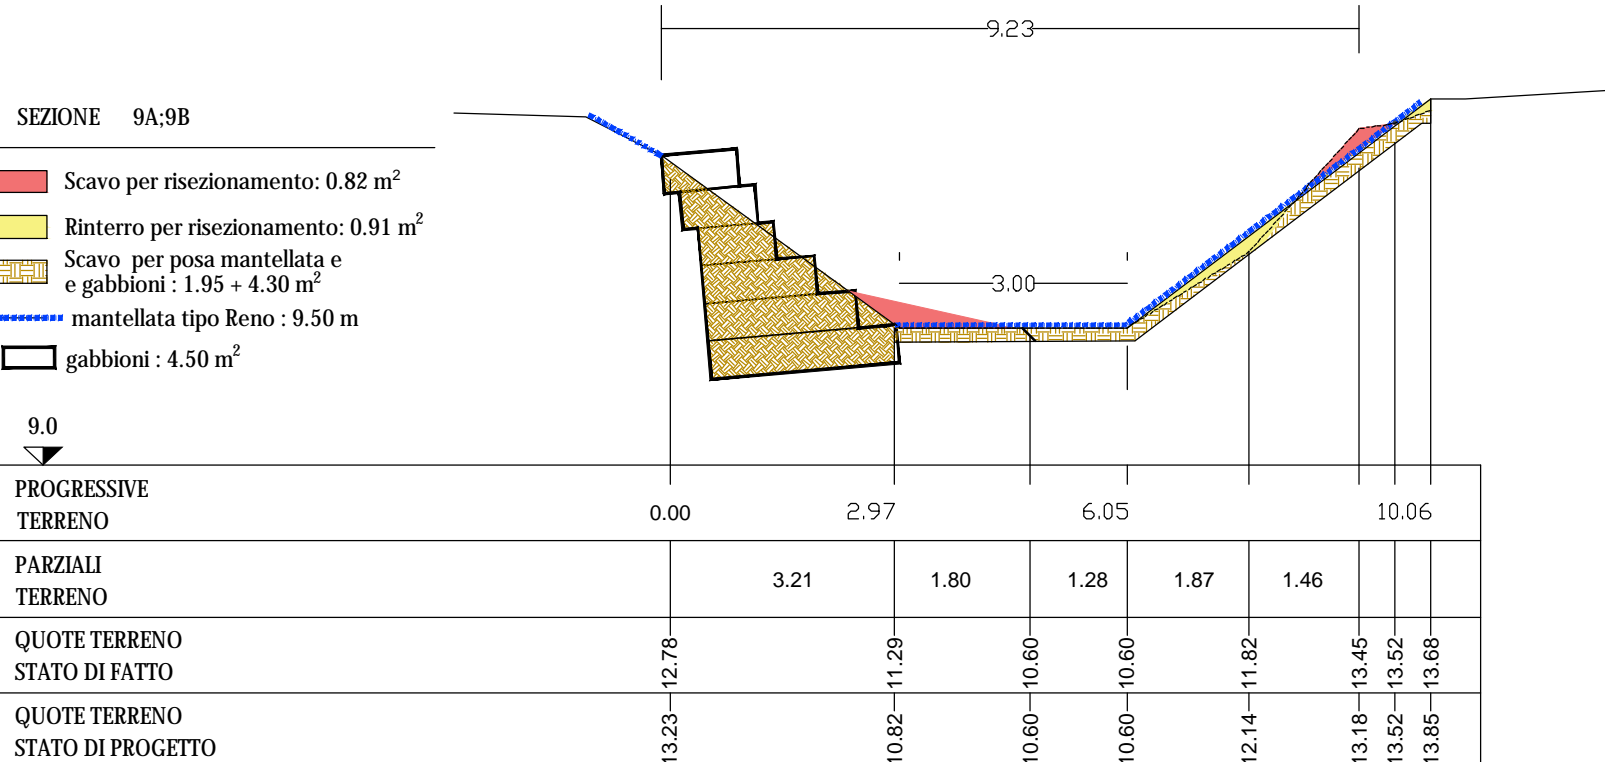 9.23
SEZIONE 9A;9B
Scavo per risezionamento: 0.82 m²
Rinterro per risezionamento: 0.91 m²
Scavo per posa mantellata e
e gabbioni : 1.95 + 4.30 m²
mantellata tipo Reno : 9.50 m
gabbioni : 4.50 m²
3.00
9.0
PROGRESSIVE
TERRENO
0.00 2.97 6.05 10.06
PARZIALI
TERRENO
3.21 1.80 1.28 1.87 1.46
QUOTE TERRENO
STATO DI FATTO
12.78 11.29 10.60 10.60 11.82 13.45 13.52 13.68
QUOTE TERRENO
STATO DI PROGETTO
13.23 10.82 10.60 10.60 12.14 13.18 13.52 13.85